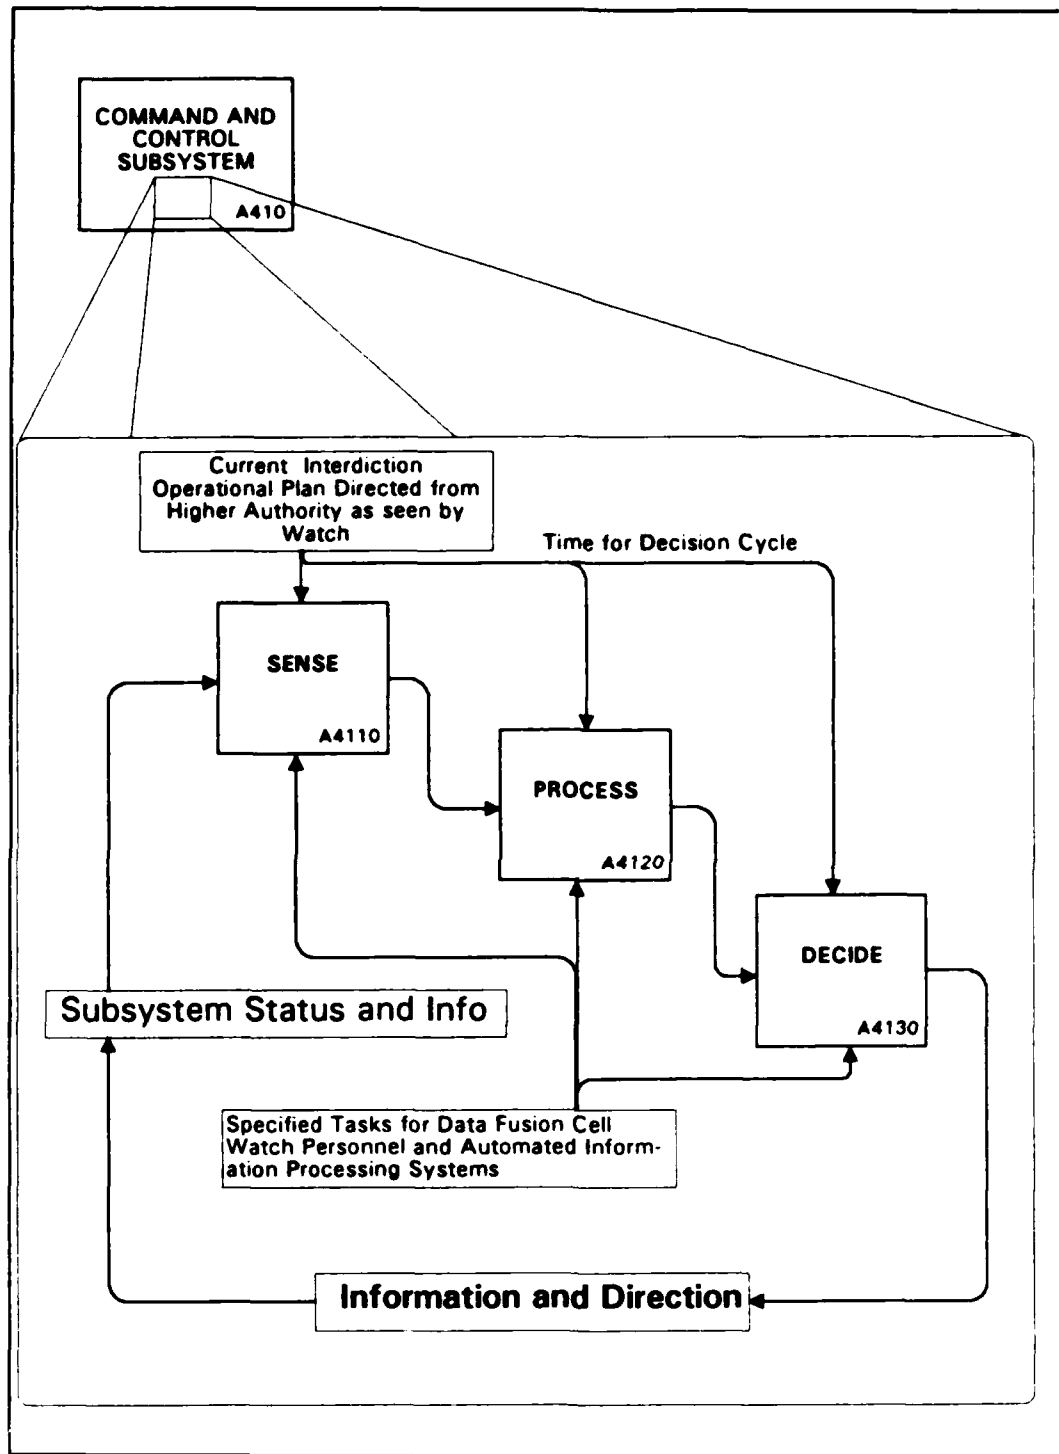 COMMAND AND
CONTROL
SUBSYSTEM
A410
Current Interdiction
Operational Plan Directed from
Higher Authority as seen by
Watch
Time for Decision Cycle
SENSE
A4110
PROCESS
A4120
DECIDE
A4130
Subsystem Status and Info
Specified Tasks for Data Fusion Cell
Watch Personnel and Automated Inform-
ation Processing Systems
Information and Direction